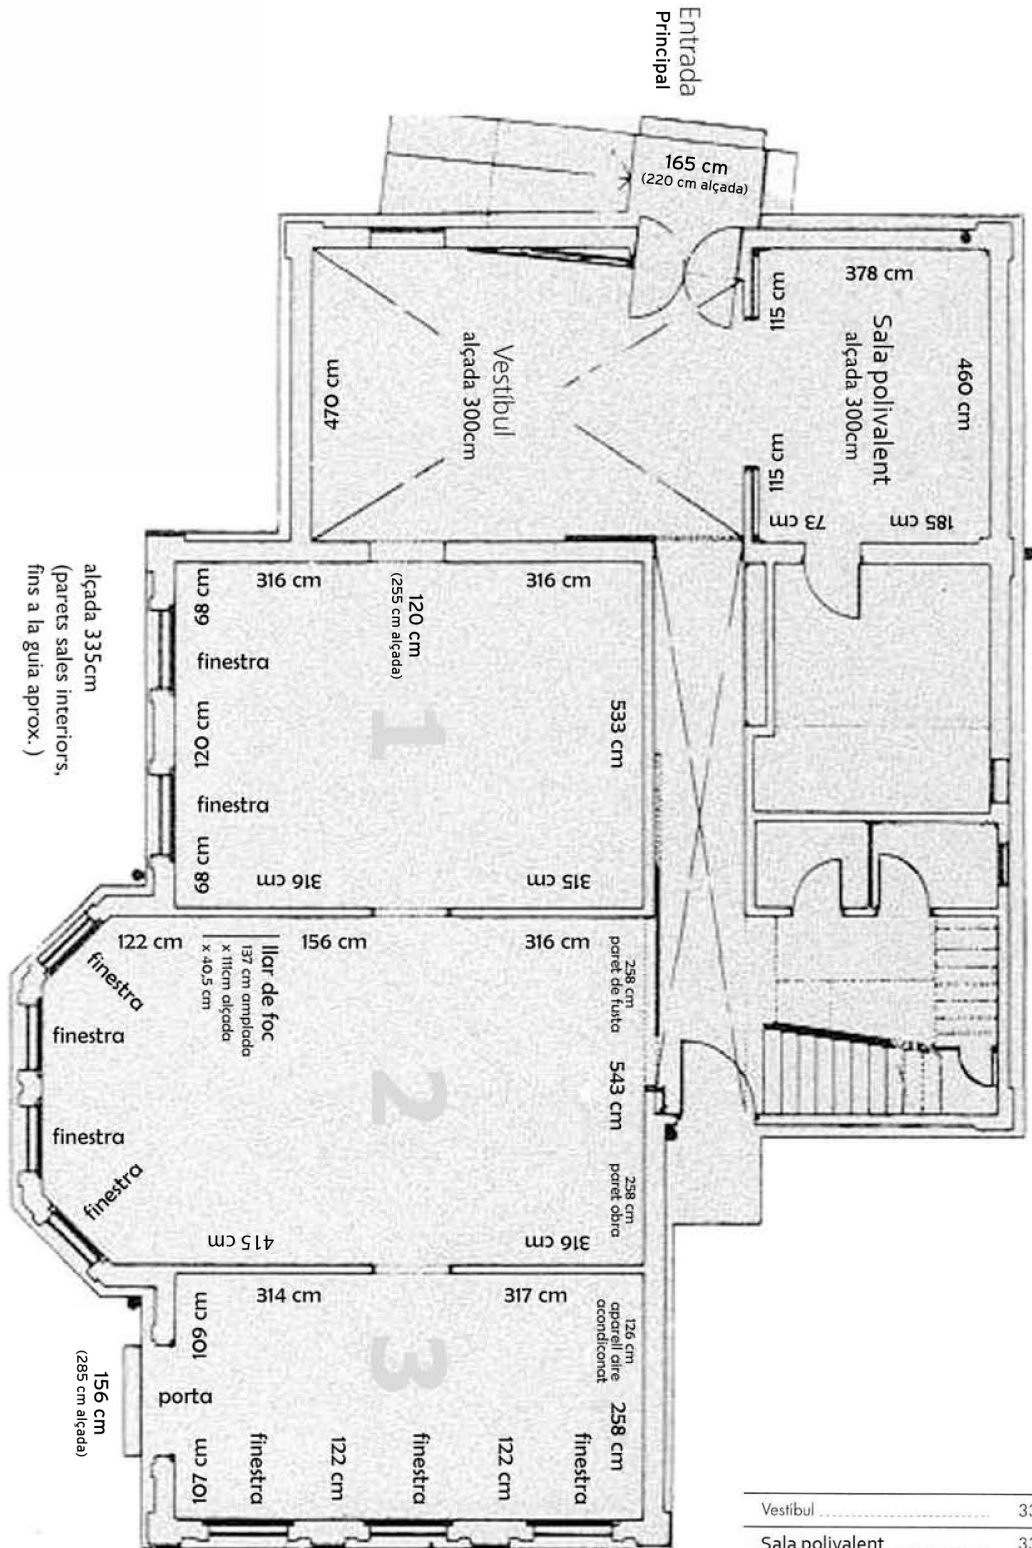 Entrada
Principal
165 cm
(220 cm alçada)
378 cm
115 cm
Sala polivalent
alçada 300cm
460 cm
Vestíbul
alçada 300cm
470 cm
115 cm
73 cm
185 cm
alçada 335cm
(parets sales interiors,
fins a la guia aprox. )
316 cm
120 cm
(255 cm alçada)
316 cm
68 cm
finestra
1
533 cm
120 cm
finestra
68 cm
316 cm
315 cm
122 cm
llar de foc
137 cm amplada
x 111cm alçada
x 40,5 cm
156 cm
316 cm
258 cm
paret de fusta
finestra
finestra
2
543 cm
finestra
finestra
258 cm
paret obra
415 cm
316 cm
314 cm
317 cm
109 cm
126 cm
aparell aire
acondiconat
3
156 cm
(285 cm alçada)
porta
258 cm
107 cm
finestra
122 cm
finestra
122 cm
finestra
Vestíbul
Sala polivalent